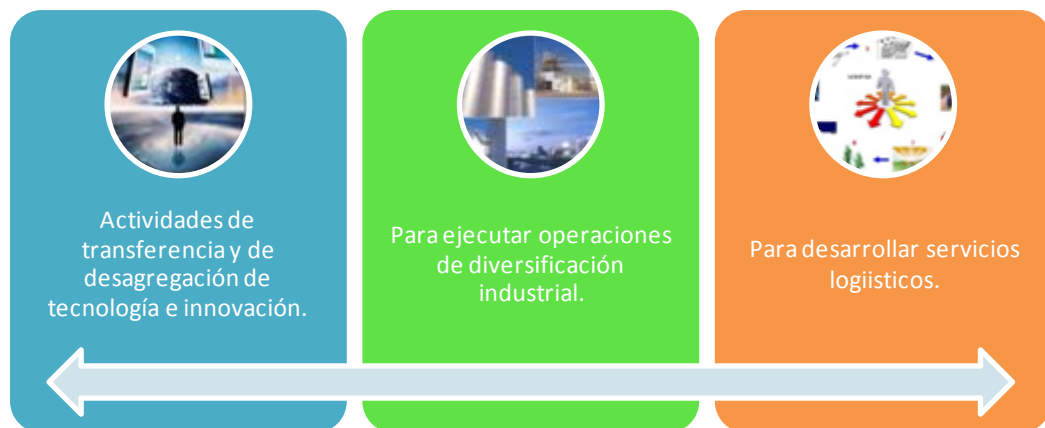 Actividades de
transferencia y de
desagregación de
tecnología e innovación.
Para ejecutar operaciones
de diversificación
industrial.
Para desarrollar servicios
logiisticos.